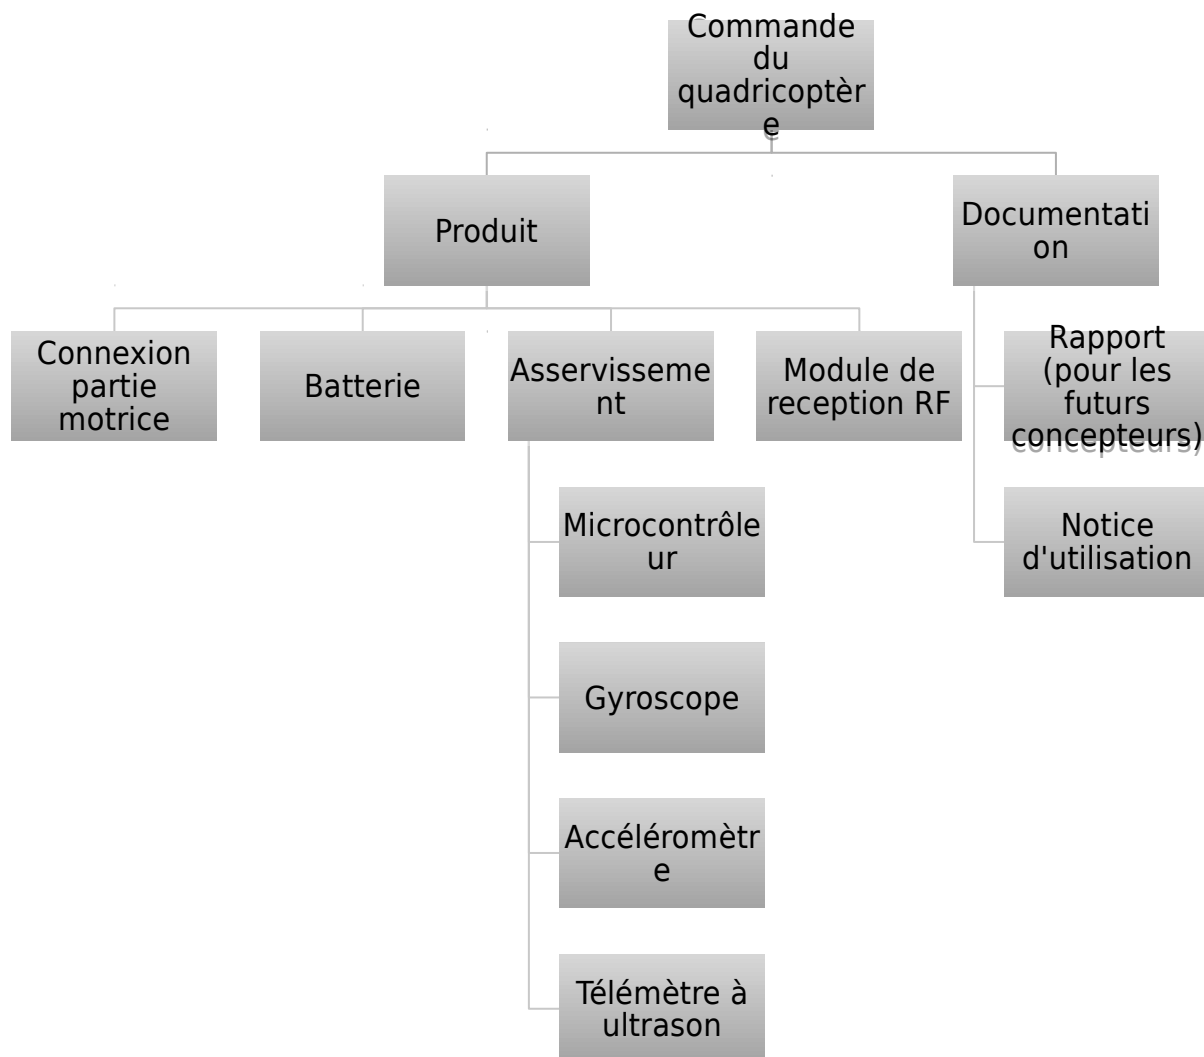 Commande
du
quadricoptèr
e
Produit
Documentati
on
Connexion
partie
motrice
Batterie
Asservisseme
nt
Module de
reception RF
Rapport
(pour les
futurs
concepteurs)
Microcontrôle
ur
Notice
d'utilisation
Gyroscope
Accéléromètr
e
Télémètre à
ultrason